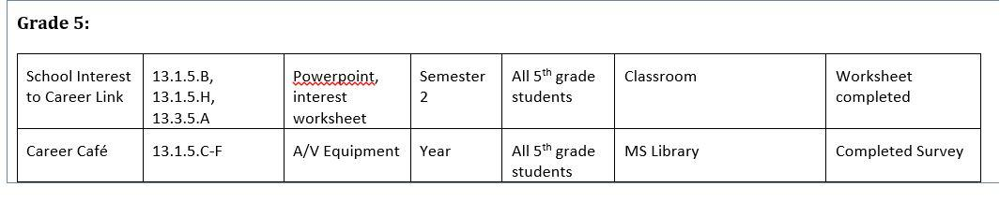 Grade 5:
School Interest to Career Link 13.1.5.B, 13.1.5.H, 13.3.5.A Powerpoint, interest worksheet Semester 2 All 5th grade students Classroom Worksheet completed
Career Café 13.1.5.C-F A/V Equipment Year All 5th grade students MS Library Completed Survey